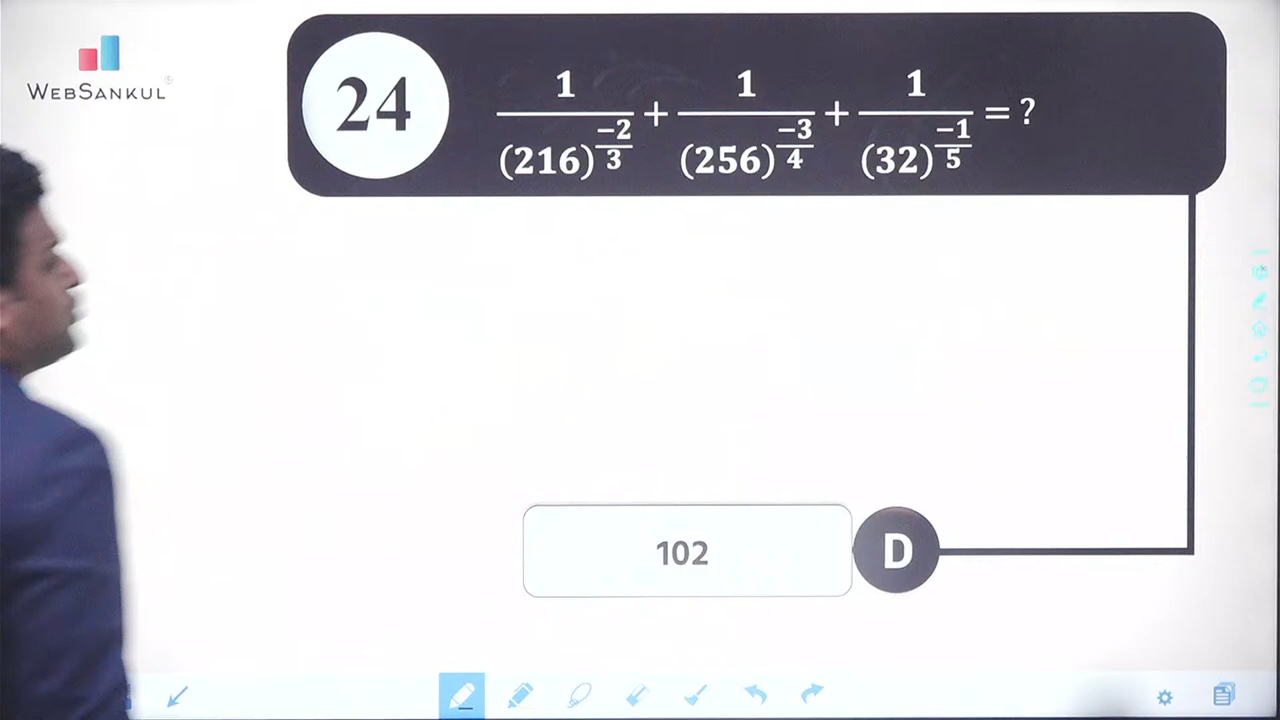 WEBSANKUL
24
1/(216)^(-2/3) + 1/(256)^(-3/4) + 1/(32)^(-1/5) = ?
102
D